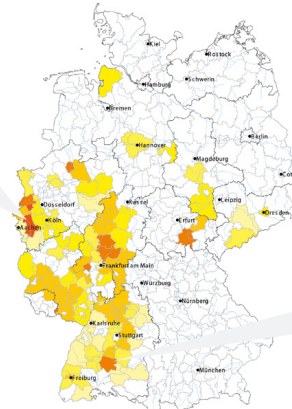 Kiel
Rostock
Hamburg
Schwerin
Bremen
Berlin
Hannover
Magdeburg
Cot
Düsseldorf
Kassel
Leipzig
Köln
Erfurt
Dresden
Aachen
Frankfurt am Main
Würzburg
Nürnberg
Karlsruhe
Stuttgart
Freiburg
München